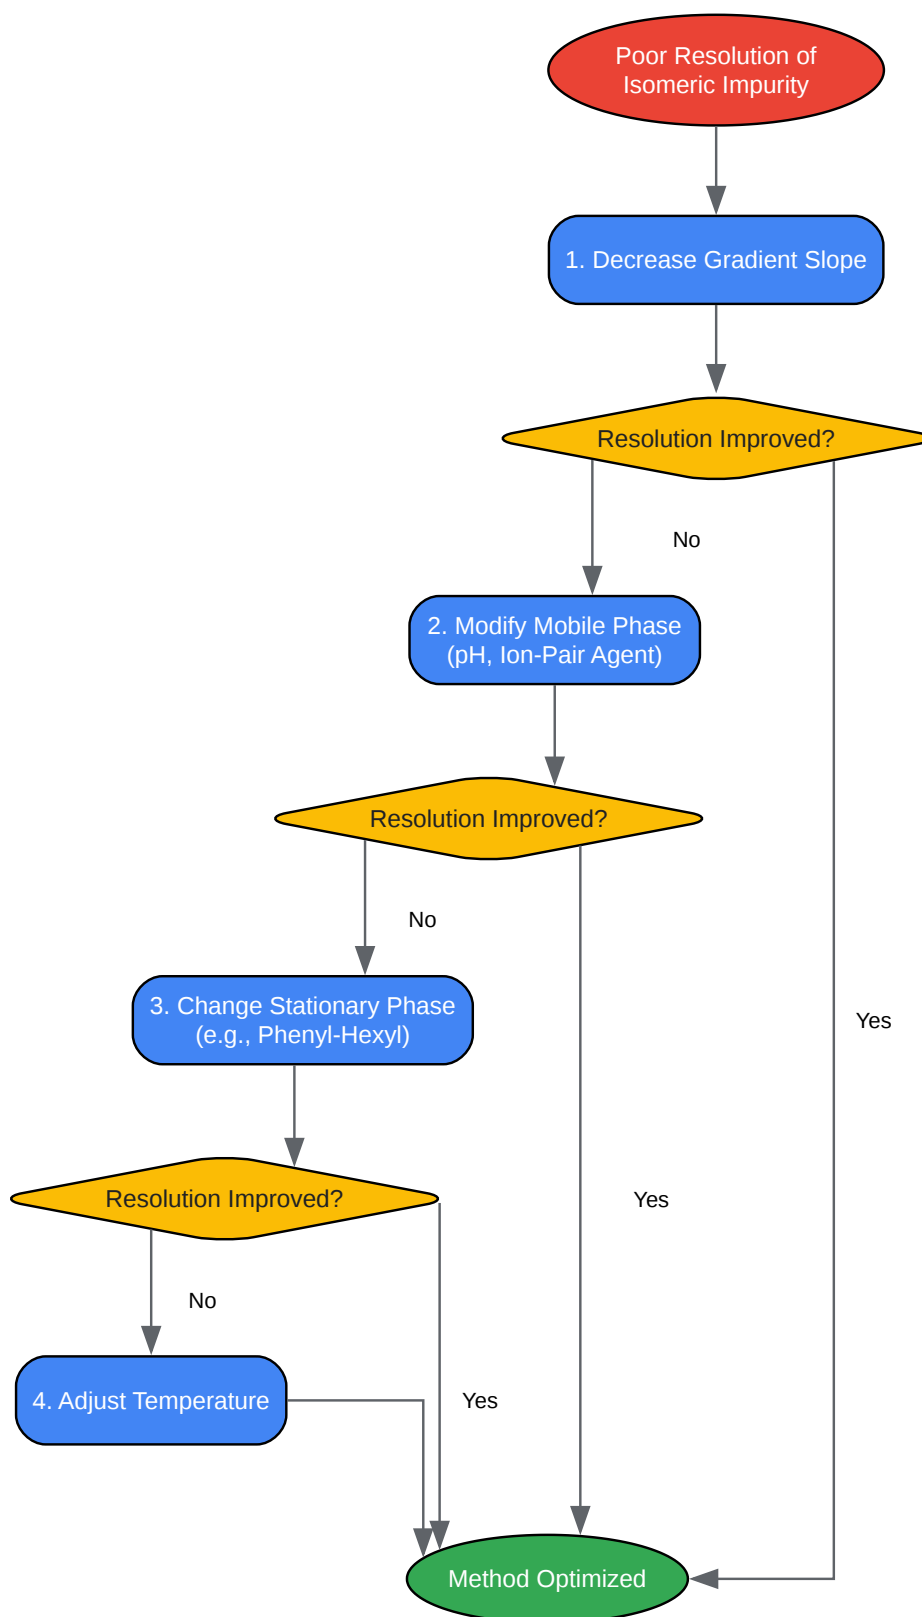 Poor Resolution of
Isomeric Impurity
1. Decrease Gradient Slope
Resolution Improved?
No
2. Modify Mobile Phase
(pH, Ion-Pair Agent)
Resolution Improved?
No
3. Change Stationary Phase
(e.g., Phenyl-Hexyl)
Yes
Resolution Improved?
Yes
No
4. Adjust Temperature
Yes
Method Optimized